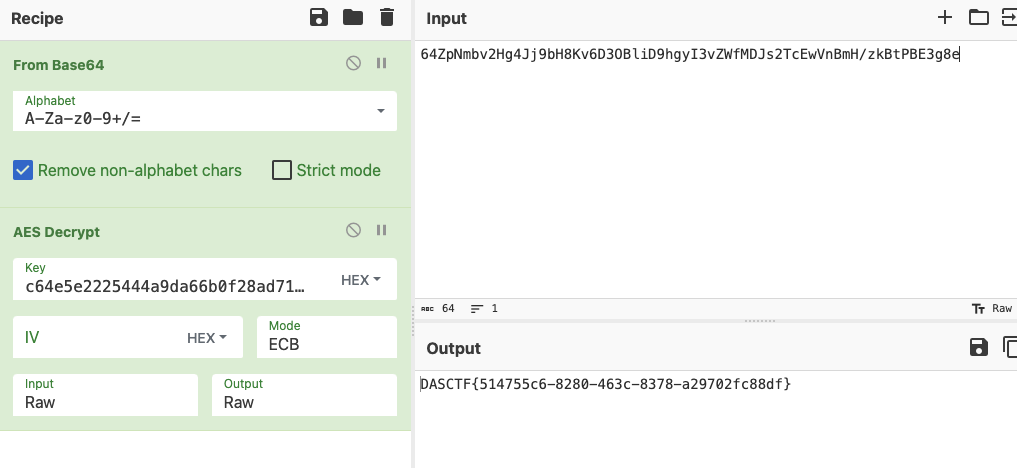 Recipe
From Base64
Alphabet
A-Za-z0-9+/=
Remove non-alphabet chars
Strict mode
AES Decrypt
Key
c64e5e2225444a9da66b0f28ad71…
HEX
IV
HEX
Mode
ECB
Input
Raw
Output
Raw
Input
64ZpNmbv2Hg4Jj9bH8Kv6D3OBliD9hgyI3vZWfMDJs2TcEwVnBmH/zkBtPBE3g8e
ABC 64
1
Tт Raw
Output
DASCTF{514755c6-8280-463c-8378-a29702fc88df}